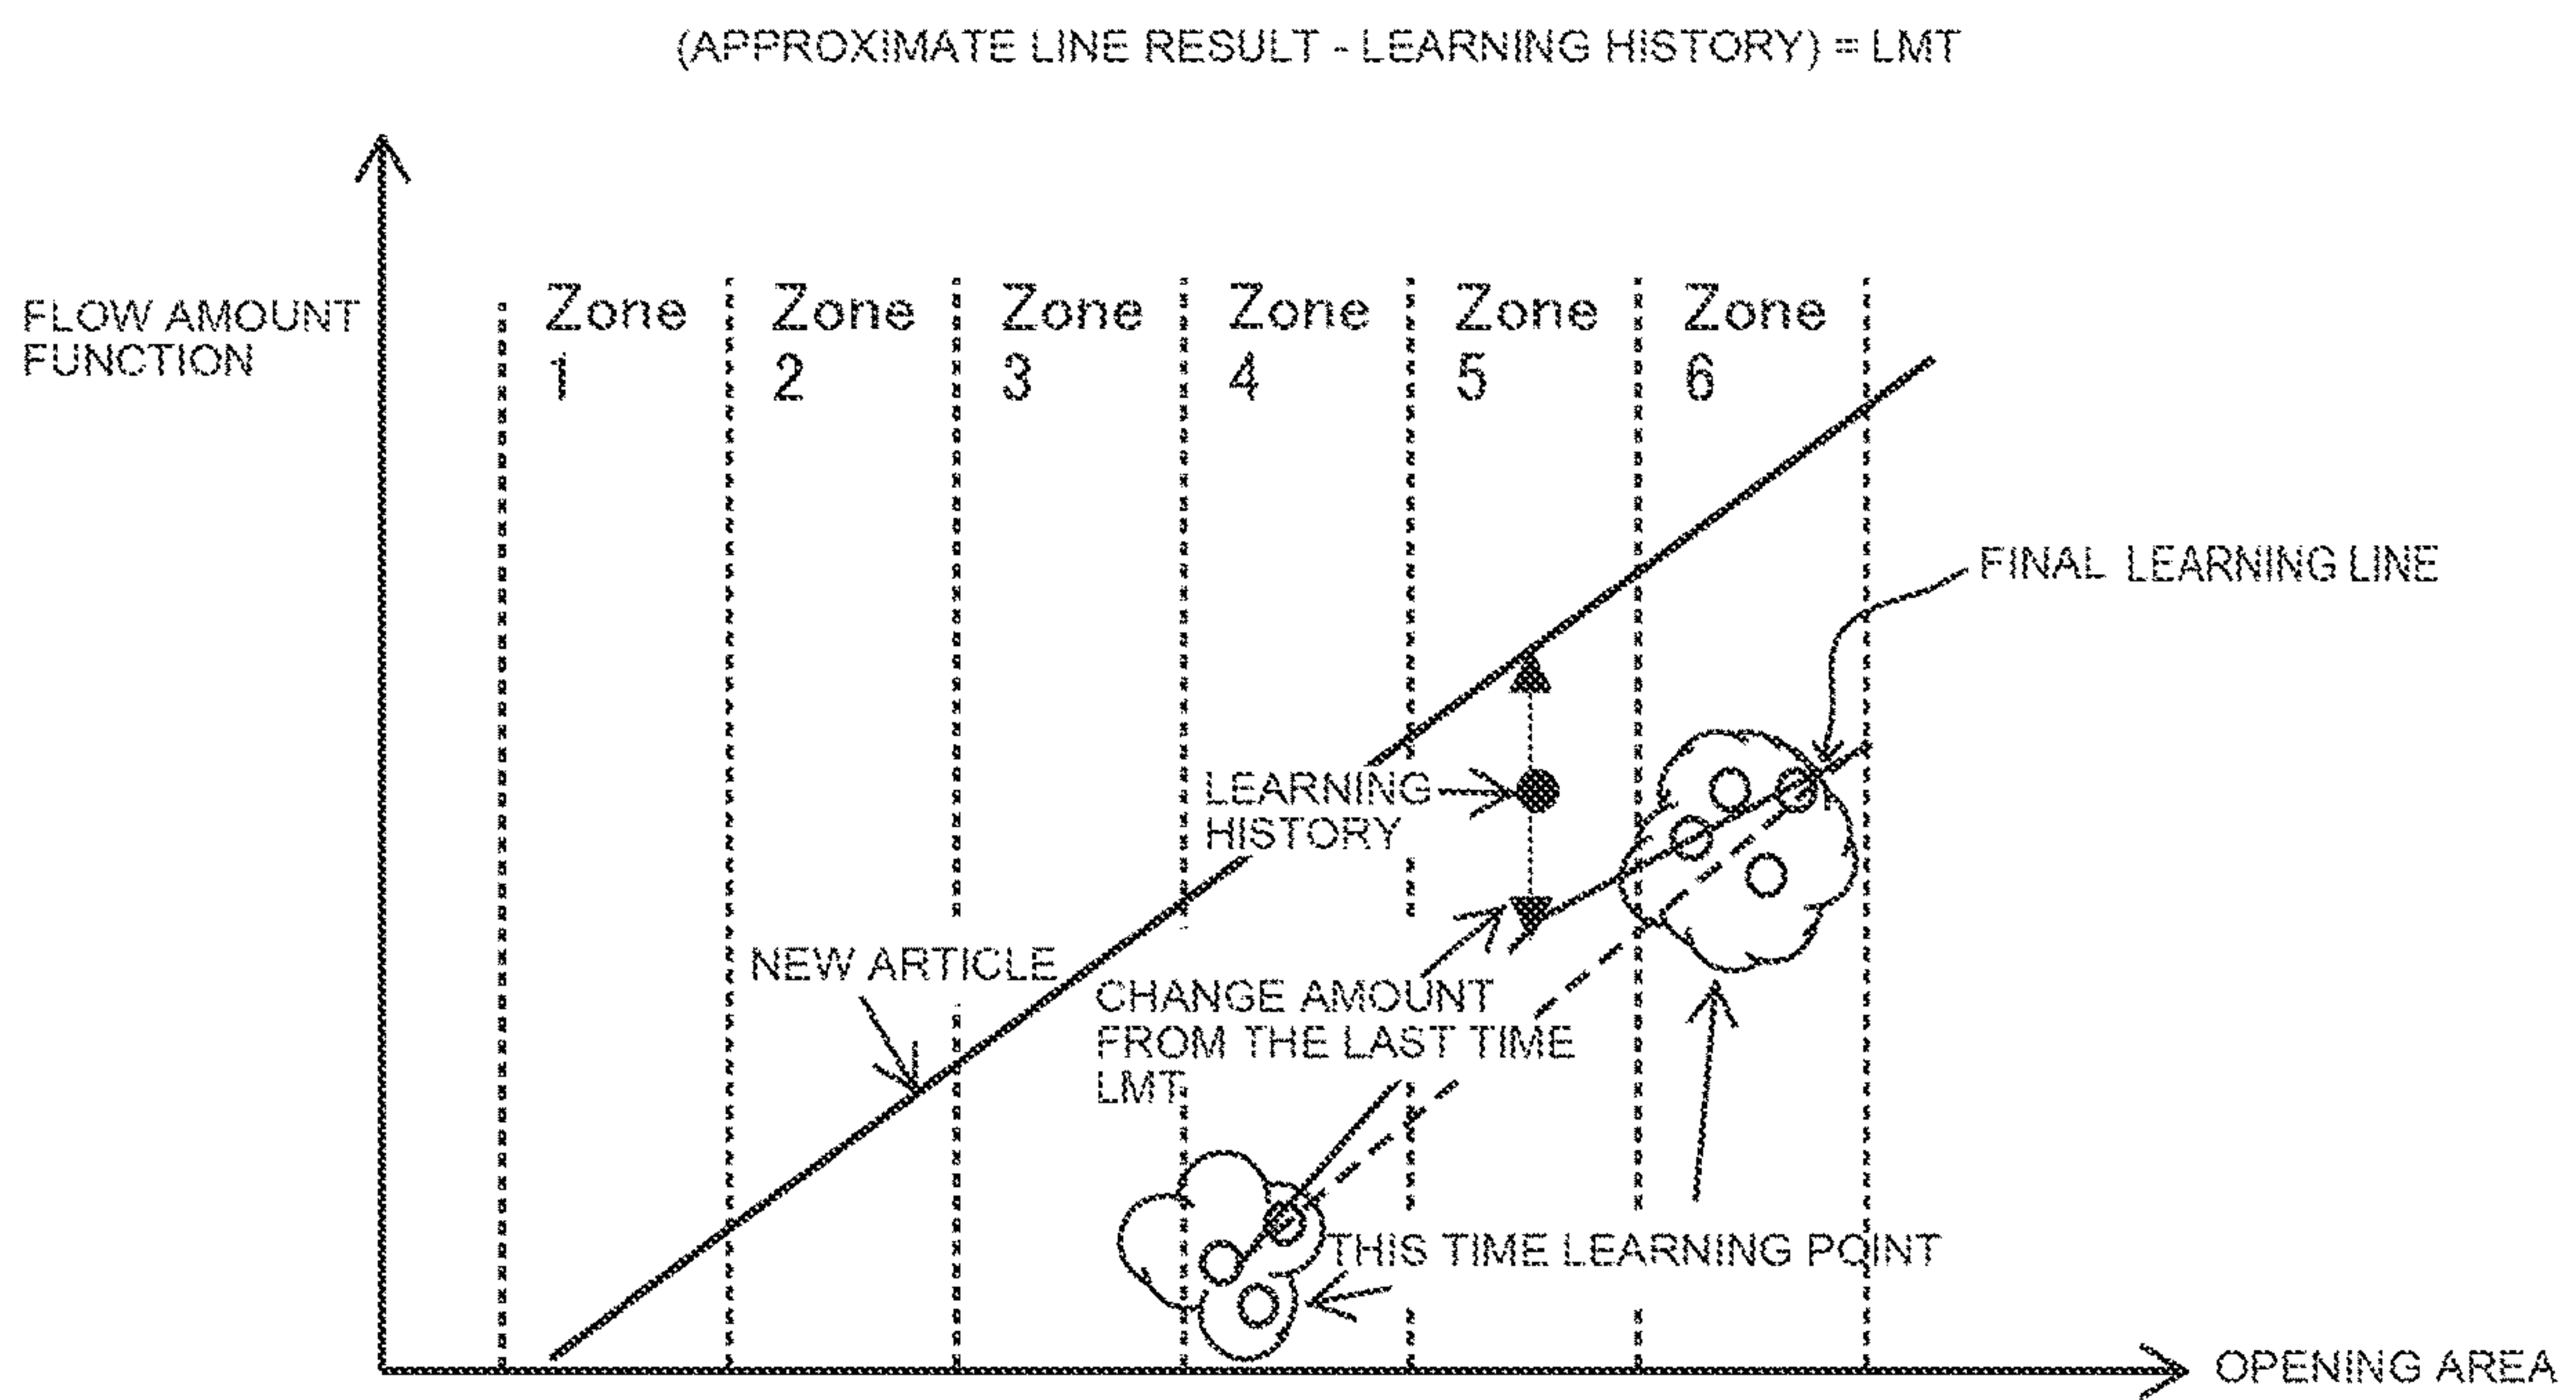 (APPROXIMATE LINE RESULT - LEARNING HISTORY) = LMT
FLOW AMOUNT
FUNCTION
Zone
1
Zone
2
Zone
3
Zone
4
Zone
5
Zone
6
FINAL LEARNING LINE
LEARNING
HISTORY
NEW ARTICLE
CHANGE AMOUNT
FROM THE LAST TIME
LMT
THIS TIME LEARNING POINT
OPENING AREA